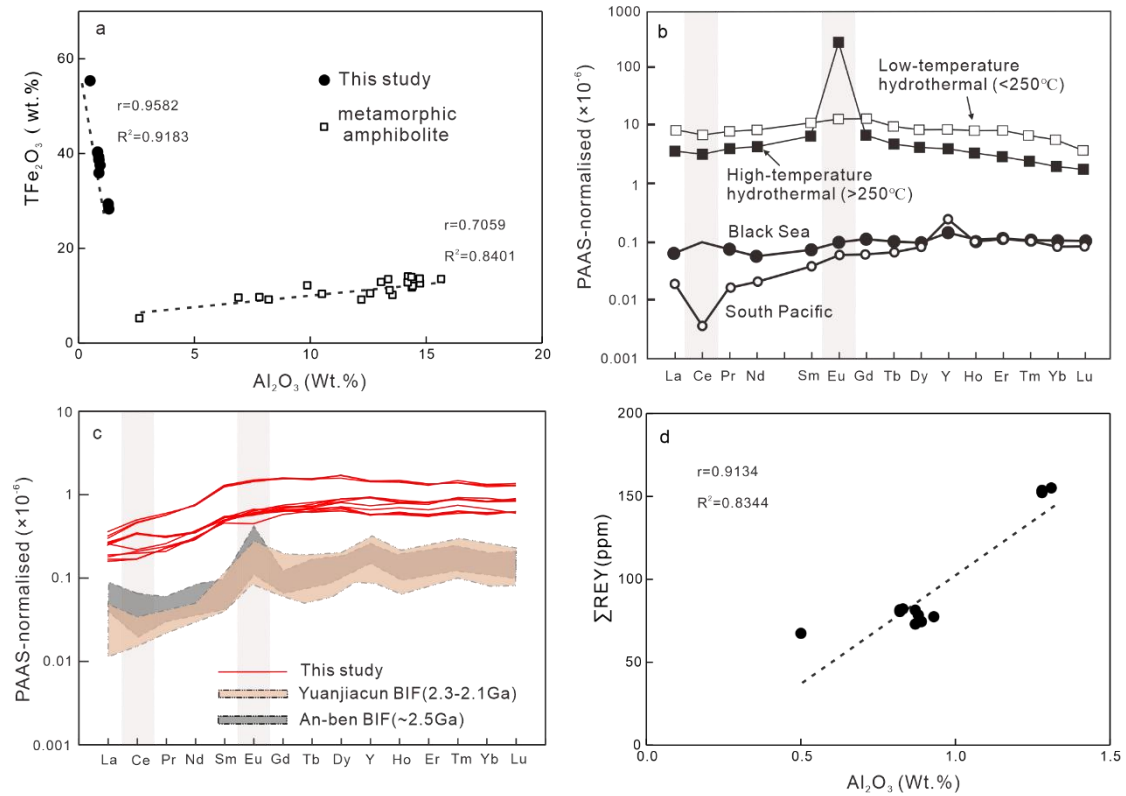 a
60
40
20
0
0
5
10
15
20
TFe₂O₃ (wt.%)
Al₂O₃ (Wt.%)
r=0.9582
R²=0.9183
This study
metamorphic
amphibolite
r=0.7059
R²=0.8401
b
1000
100
10
1
0.1
0.01
0.001
PAAS-normalised (×10⁻⁶)
Low-temperature
hydrothermal (<250℃)
High-temperature
hydrothermal (>250℃)
Black Sea
South Pacific
La Ce Pr Nd Sm Eu Gd Tb Dy Y Ho Er Tm Yb Lu
c
10
1
0.1
0.01
0.001
PAAS-normalised (×10⁻⁶)
This study
Yuanjiacun BIF(2.3-2.1Ga)
An-ben BIF(~2.5Ga)
La Ce Pr Nd Sm Eu Gd Tb Dy Y Ho Er Tm Yb Lu
d
200
150
100
50
0
ΣREY(ppm)
r=0.9134
R²=0.8344
0.0
0.5
1.0
1.5
Al₂O₃ (Wt.%)